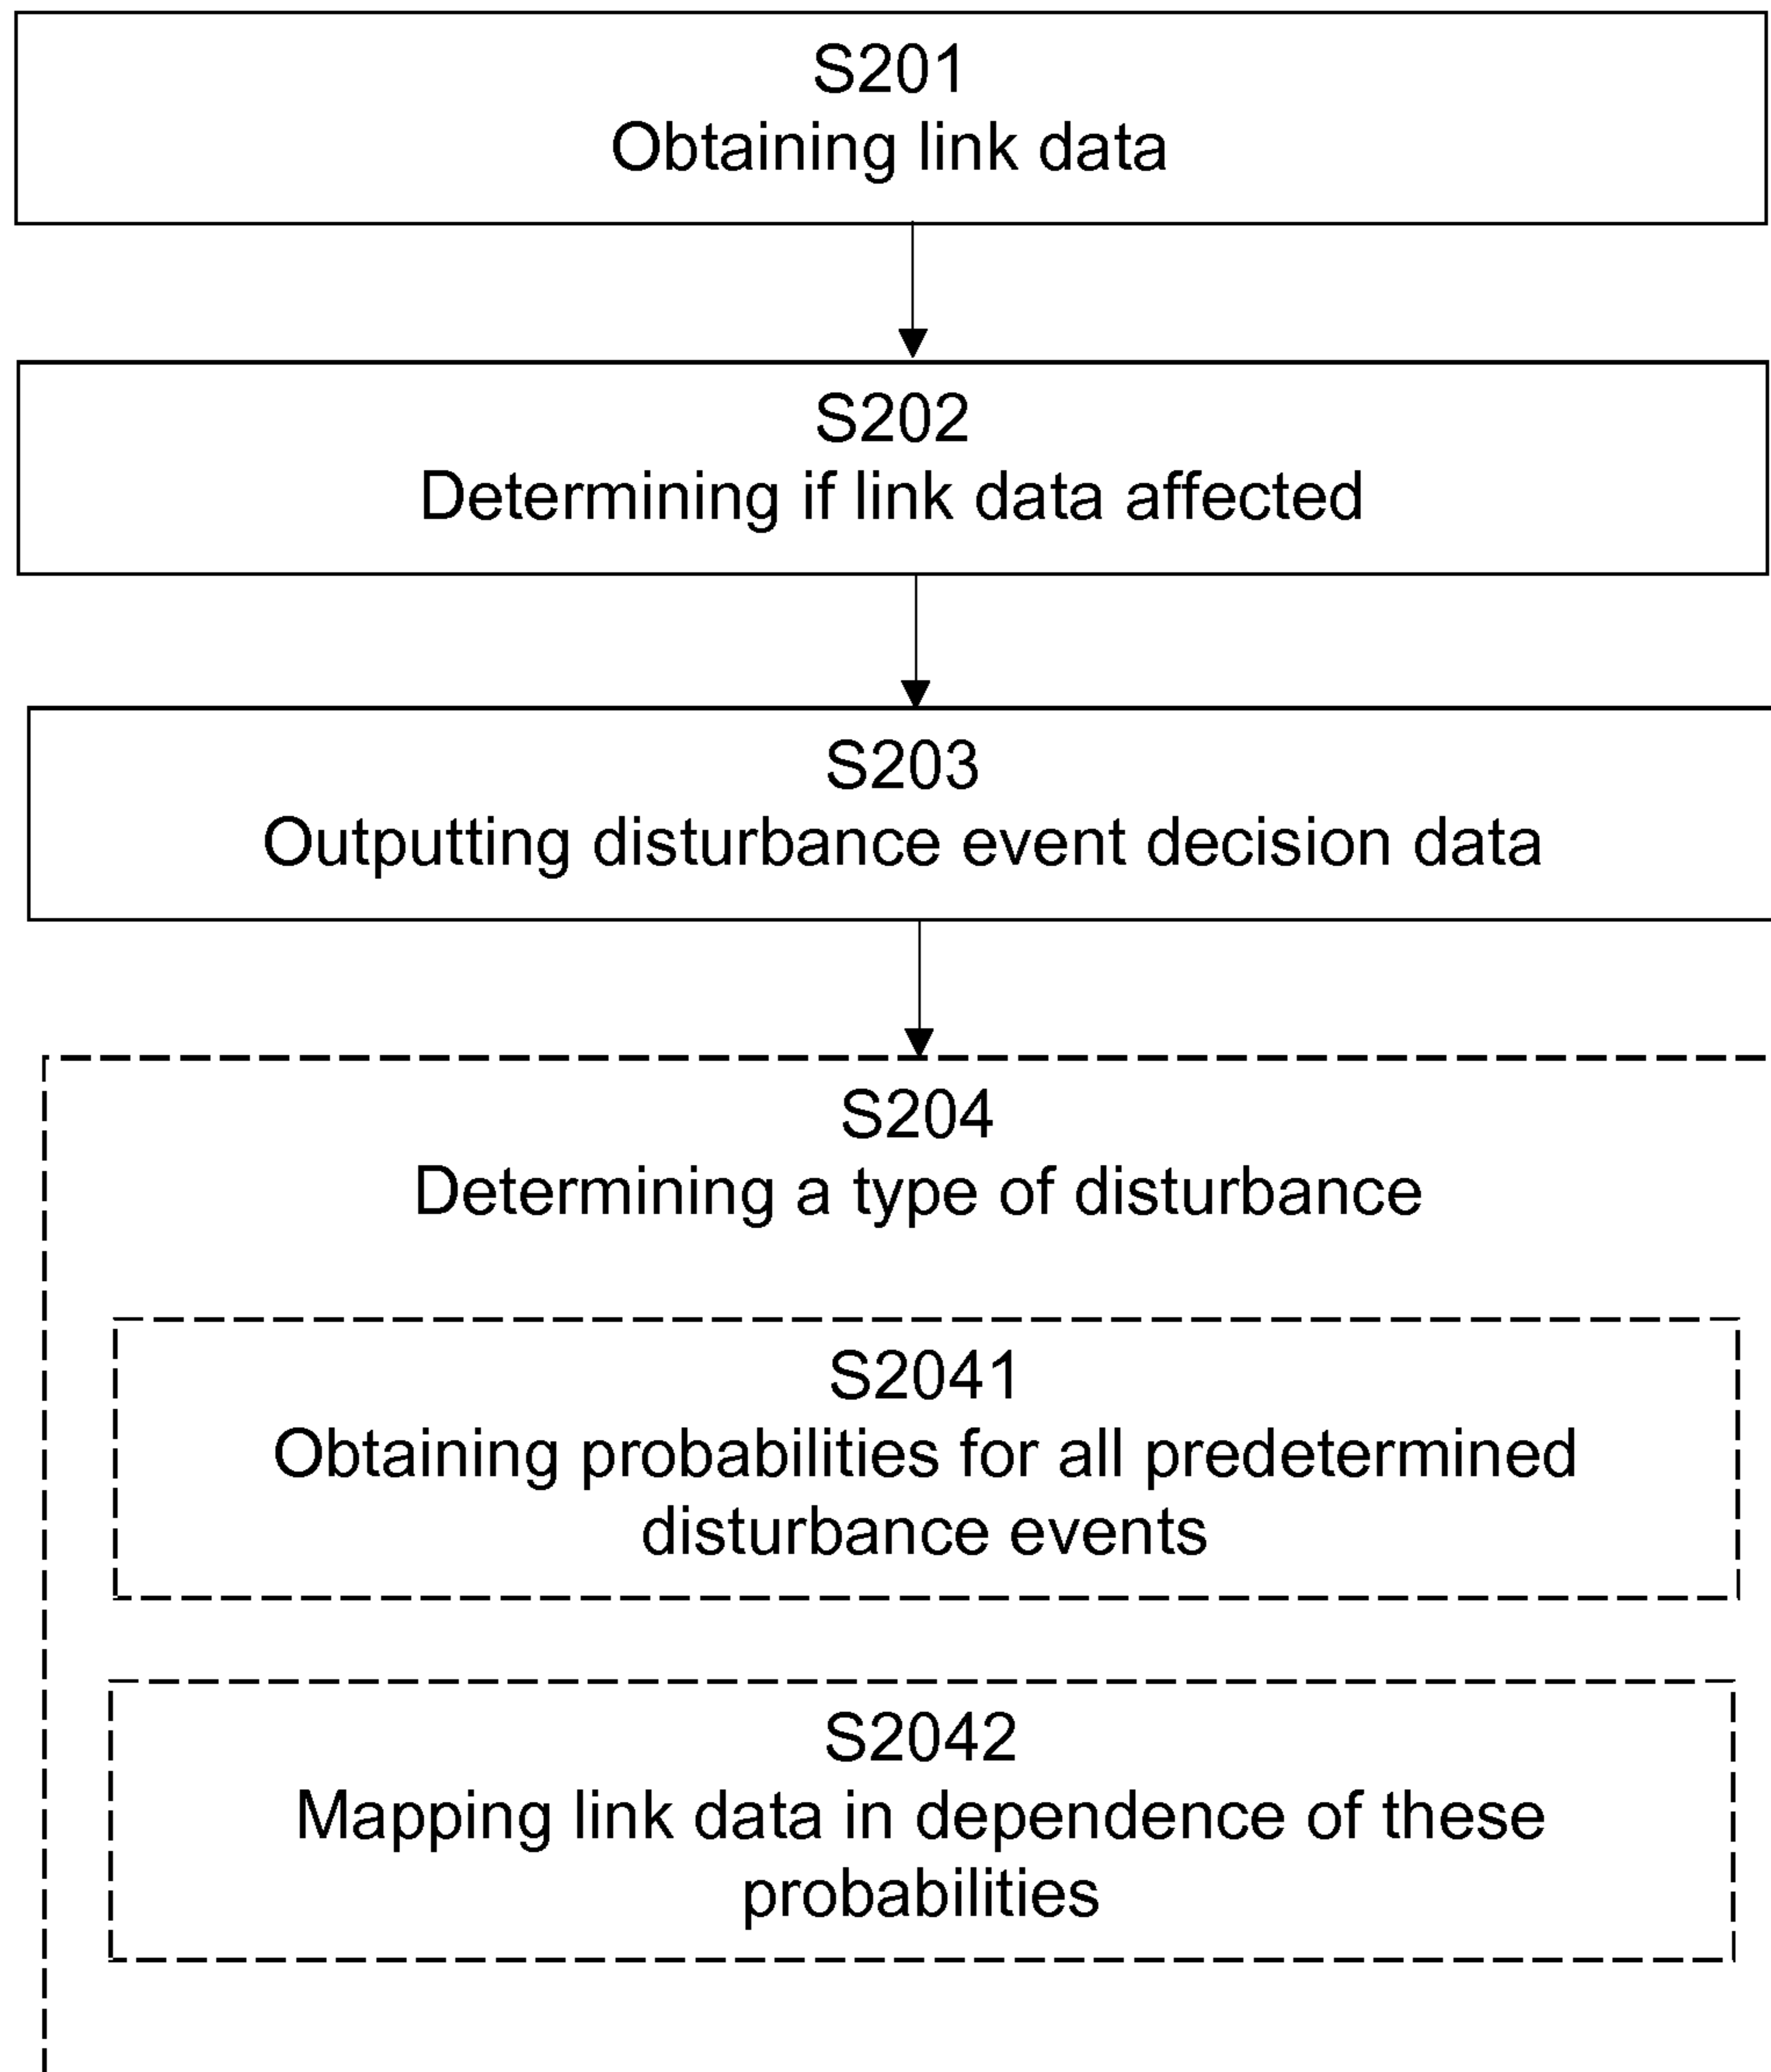 S201
Obtaining link data
S202
Determining if link data affected
S203
Outputting disturbance event decision data
S204
Determining a type of disturbance
S2041
Obtaining probabilities for all predetermined
disturbance events
S2042
Mapping link data in dependence of these
probabilities